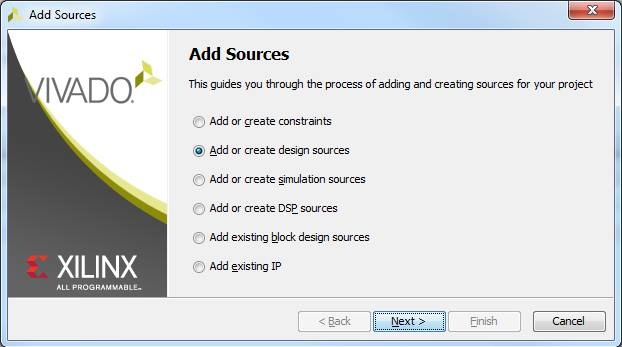 Add Sources
VIVADO.
Add Sources
This guides you through the process of adding and creating sources for your project
Add or create constraints
Add or create design sources
Add or create simulation sources
Add or create DSP sources
Add existing block design sources
Add existing IP
XILINX
ALL PROGRAMMABLE™
< Back
Next >
Finish
Cancel